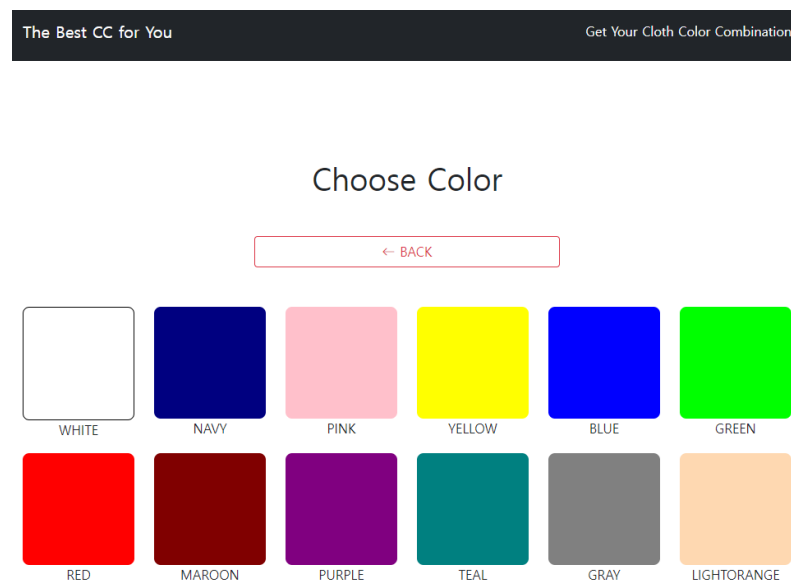 The Best CC for You
Get Your Cloth Color Combination
Choose Color
← BACK
WHITE NAVY PINK YELLOW BLUE GREEN
RED MAROON PURPLE TEAL GRAY LIGHTORANGE